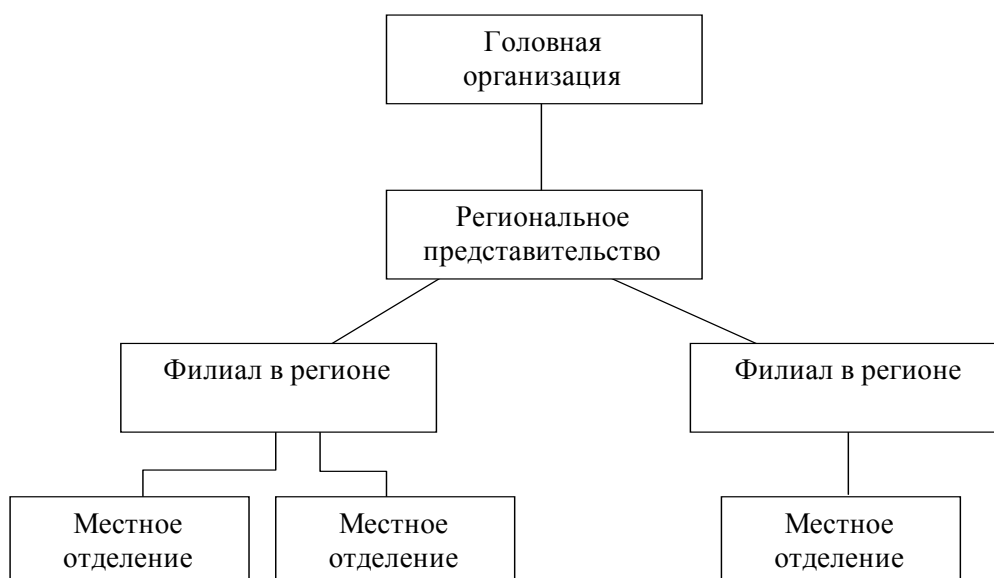 Головная
организация
Региональное
представительство
Филиал в регионе
Филиал в регионе
Местное
отделение
Местное
отделение
Местное
отделение